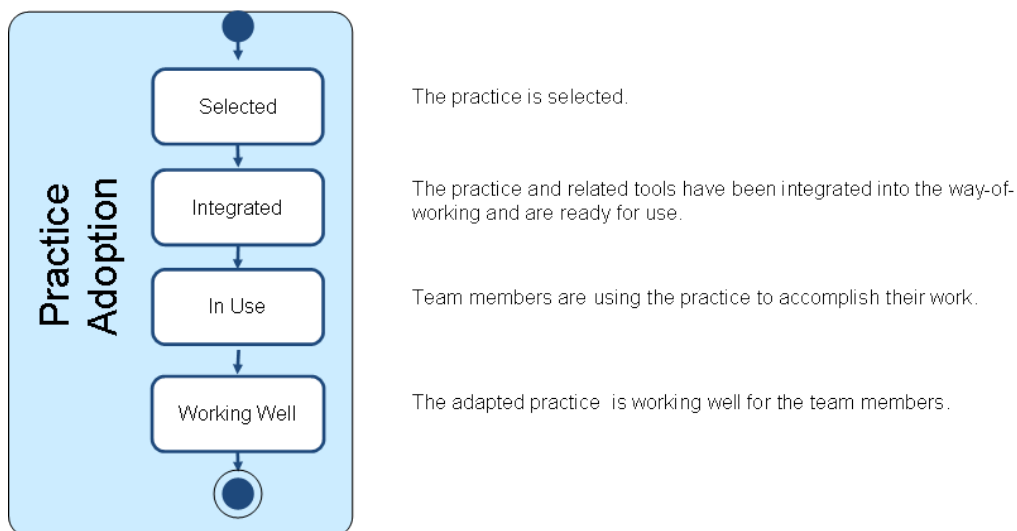 Practice
Adoption
Selected
The practice is selected.
Integrated
The practice and related tools have been integrated into the way-of-
working and are ready for use.
In Use
Team members are using the practice to accomplish their work.
Working Well
The adapted practice is working well for the team members.